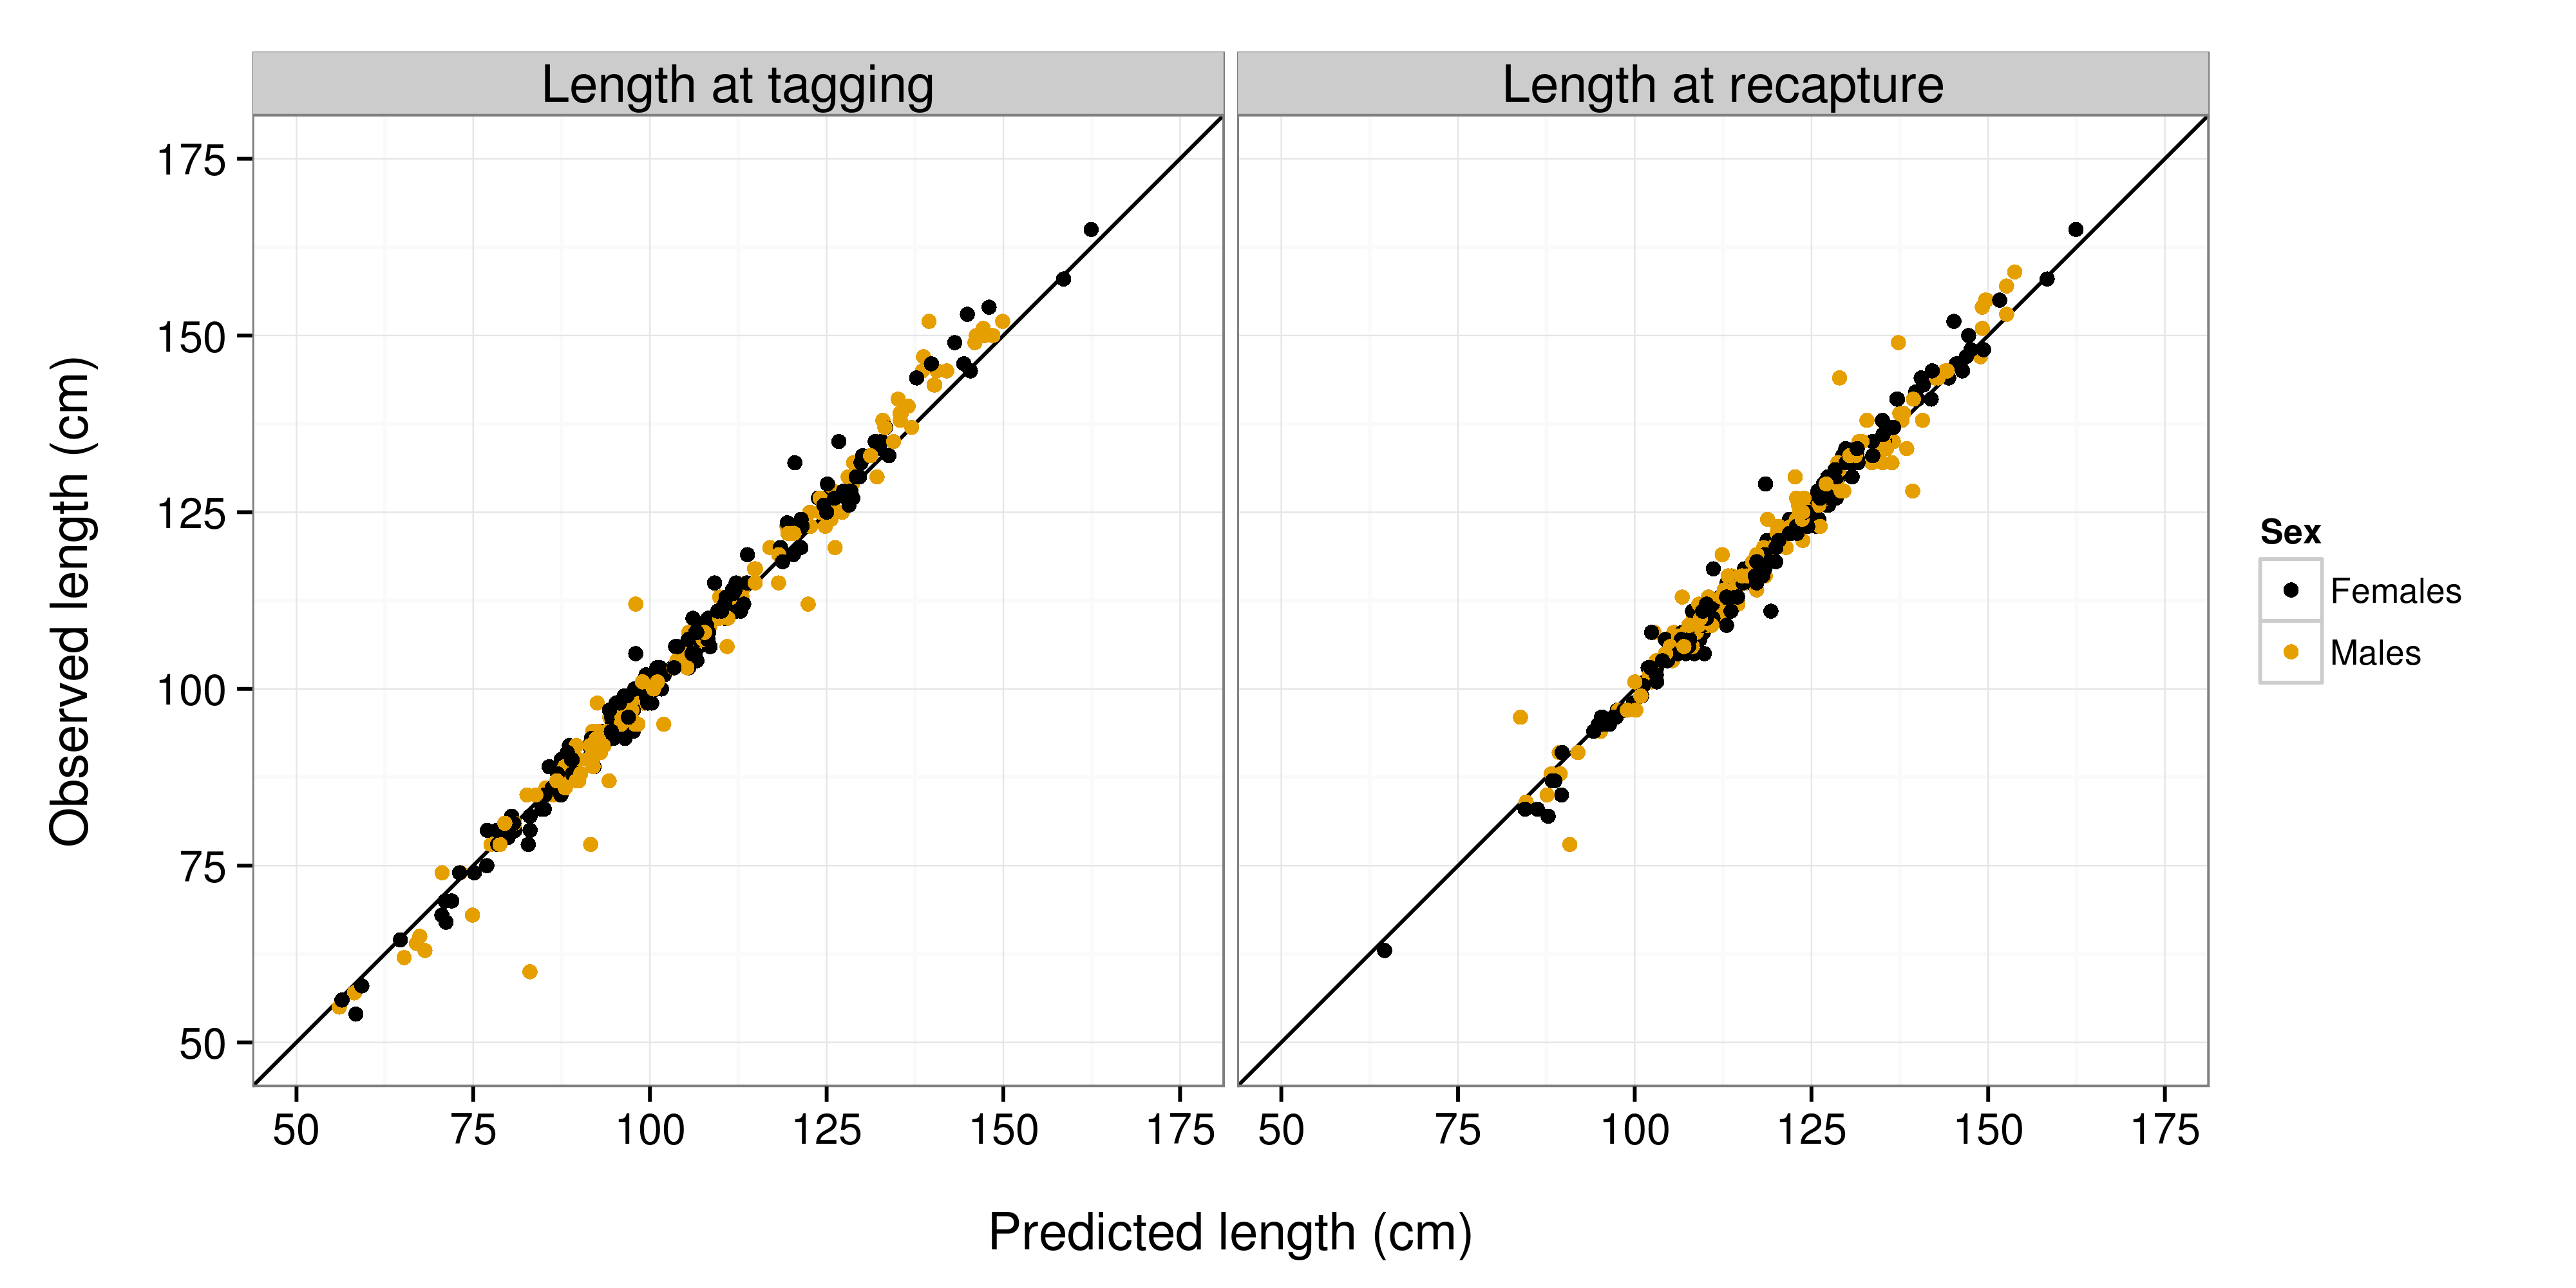 Length at tagging
Length at recapture
Observed length (cm)
175
150
125
100
75
50
50 75 100 125 150 175
50 75 100 125 150 175
Predicted length (cm)
Sex
Females
Males